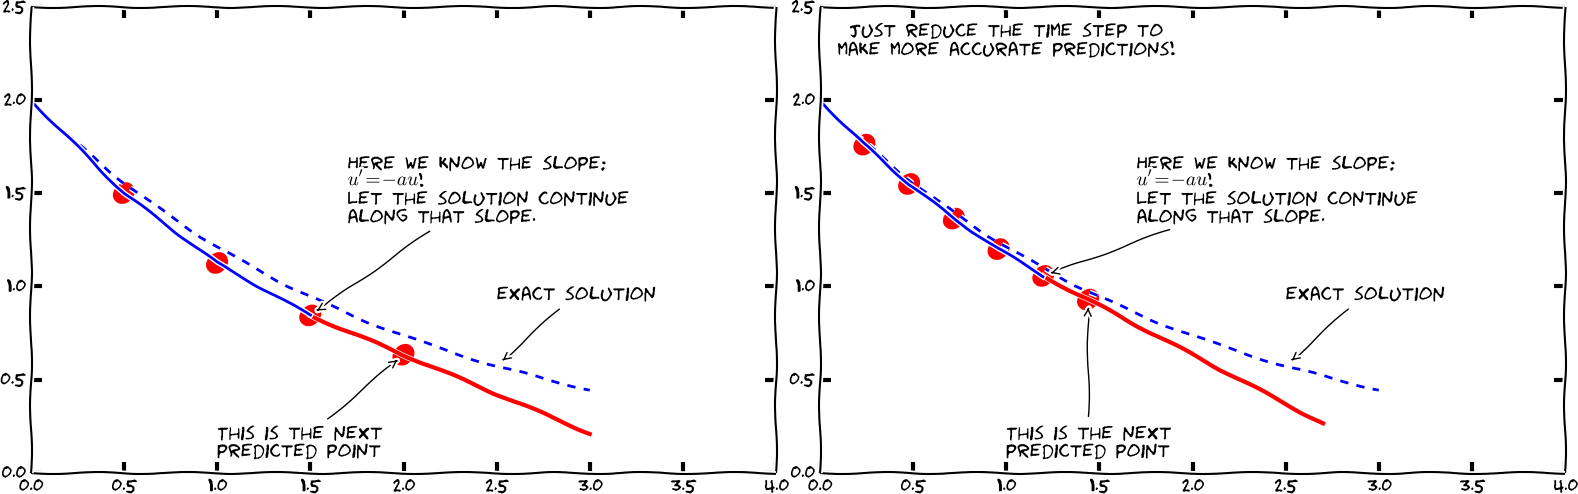 2.5
2.0
1.5
1.0
0.5
0.0
0.0 0.5 1.0 1.5 2.0 2.5 3.0 3.5 4.0
HERE WE KNOW THE SLOPE:
u′=−au!
LET THE SOLUTION CONTINUE
ALONG THAT SLOPE.
EXACT SOLUTION
THIS IS THE NEXT
PREDICTED POINT
2.5
2.0
1.5
1.0
0.5
0.0
0.0 0.5 1.0 1.5 2.0 2.5 3.0 3.5 4.0
JUST REDUCE THE TIME STEP TO
MAKE MORE ACCURATE PREDICTIONS!
HERE WE KNOW THE SLOPE:
u′=−au!
LET THE SOLUTION CONTINUE
ALONG THAT SLOPE.
EXACT SOLUTION
THIS IS THE NEXT
PREDICTED POINT